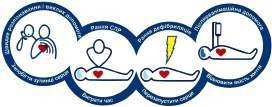 Швидке розпізнавання і виклик допомоги
Запобігти зупинці серця
Рання СЛР
Виграти час
Рання дефібриляція
Перезапустити серце
Післяреанімаційна допомога
Відновити якість життя